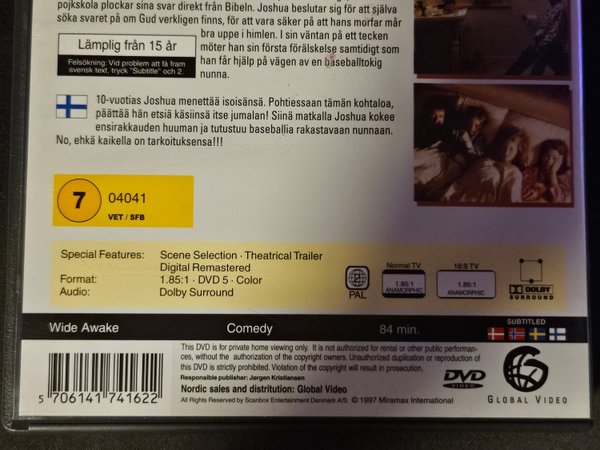 pojkskola plockar sina svar direkt från Bibeln. Joshua beslutar sig för att själva
söka svaret på om Gud verkligen finns, för att vara säker på att hans morfar mår
bra uppe i himlen. I sin väntan på ett tecken
möter han sin första förälskelse samtidigt som
han får hjälp på vägen av en baseballtokig
nunna.
Lämplig från 15 år
Felsökning: Vid problem att få fram
svensk text, tryck "Subtitle" och 2.
10-vuotias Joshua menettää isoisänsä. Pohtiessaan tämän kohtaloa,
päättää hän etsiä käsiinsä itse jumalan! Siinä matkalla Joshua kokee
ensirakkauden huuman ja tutustuu baseballia rakastavaan nunnaan.
No, ehkä kaikella on tarkoituksensa!!!
7 04041
VET / SFB
Special Features: Scene Selection · Theatrical Trailer
Digital Remastered
Format: 1.85:1 · DVD 5 · Color
Audio: Dolby Surround
2
PAL
Normal TV
1.85:1
ANAMORPHIC
16:9 TV
1.85:1
ANAMORPHIC
DOLBY
SURROUND
Wide Awake Comedy 84 min.
SUBTITLED
This DVD is for private home viewing only. It is not authorized for rental or other public performan-
ces, without the authorization of the copyright owners. Unauthorized duplication or reproduction of
this DVD is strictly prohibited. Violation of the copyright will result in prosecution.
Responsible publisher: Jørgen Kristiansen
Nordic sales and distritution: Global Video
All Rights Reserved by Scanbox Entertainment Denmark A/S © 1997 Miramax International
5 706141 741622
DVD
VIDEO
GLOBAL VIDEO